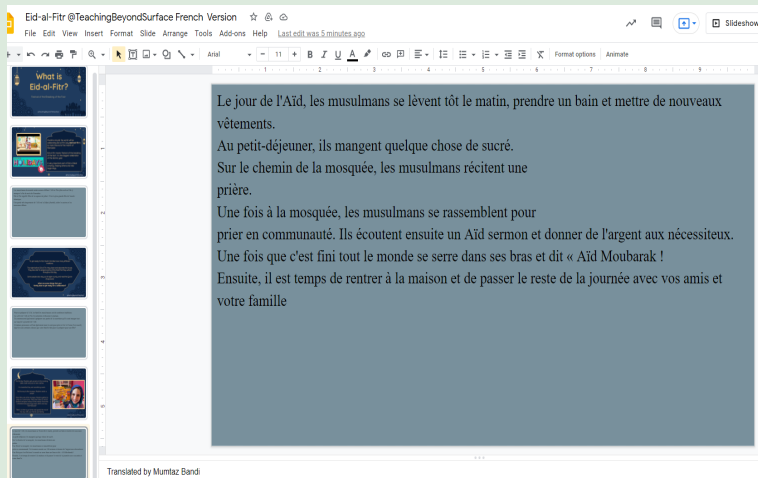 Eid-al-Fitr @TeachingBeyondSurface French Version
File Edit View Insert Format Slide Arrange Tools Add-ons Help Last edit was 5 minutes ago
Slideshow
Arial
11
B I U A
Format options Animate
What is
Eid-al-Fitr?
Le jour de l'Aïd, les musulmans se lèvent tôt le matin, prendre un bain et mettre de nouveaux
vêtements.
Au petit-déjeuner, ils mangent quelque chose de sucré.
Sur le chemin de la mosquée, les musulmans récitent une
prière.
Une fois à la mosquée, les musulmans se rassemblent pour
prier en communauté. Ils écoutent ensuite un Aïd sermon et donner de l'argent aux nécessiteux.
Une fois que c'est fini tout le monde se serre dans ses bras et dit « Aïd Moubarak !
Ensuite, il est temps de rentrer à la maison et de passer le reste de la journée avec vos amis et
votre famille
Translated by Mumtaz Bandi